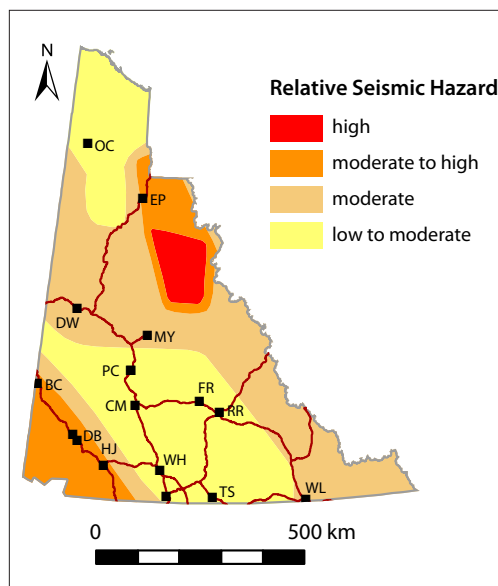 N
Relative Seismic Hazard
high
moderate to high
moderate
low to moderate
OC
EP
DW
MY
PC
BC
FR
CM
RR
DB
HJ
WH
TS
WL
0 500 km